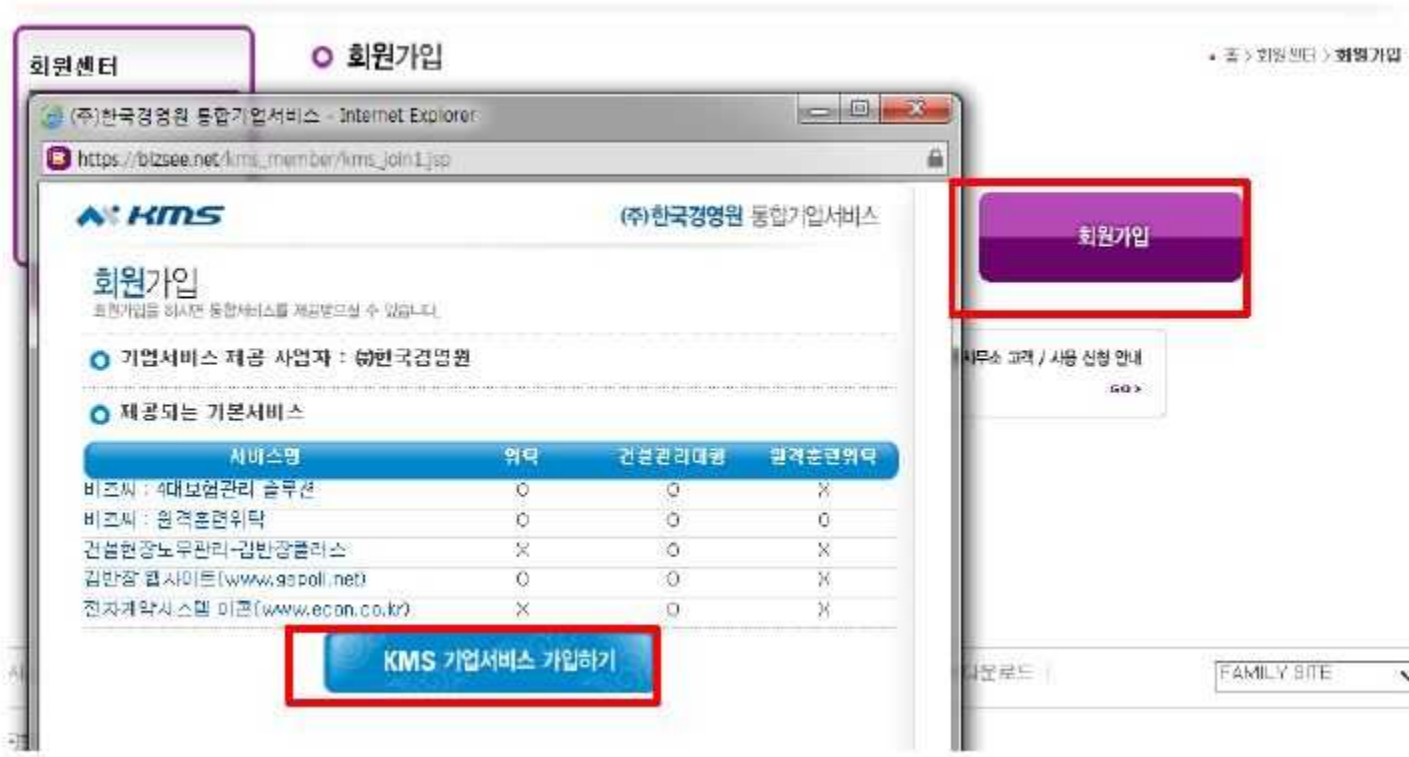 회원센터
회원가입
홈 > 회원센터 > 회원가입
(주)한국경영원 통합기업서비스 - Internet Explorer
https://bizsee.net/kms_member/kms_join1.jsp
KMS
(주)한국경영원 통합기업서비스
회원가입
회원가입을 하시면 통합서비스를 제공받으실 수 있습니다.
기업서비스 제공 사업자 : ㈜한국경영원
제공되는 기본서비스
서비스명 위탁 건설관리대행 원격훈련위탁
비즈씨 : 4대보험관리 솔루션 O O X
비즈씨 : 원격훈련위탁 O O O
건설현장노무관리-김반장플러스 X O X
김반장 웹사이트(www.gapoll.net) O O X
전자계약시스템 이콘(www.econ.co.kr) X O X
KMS 기업서비스 가입하기
회원가입
사무소 고객 / 사용 신청 안내
GO >
다운로드
FAMILY SITE